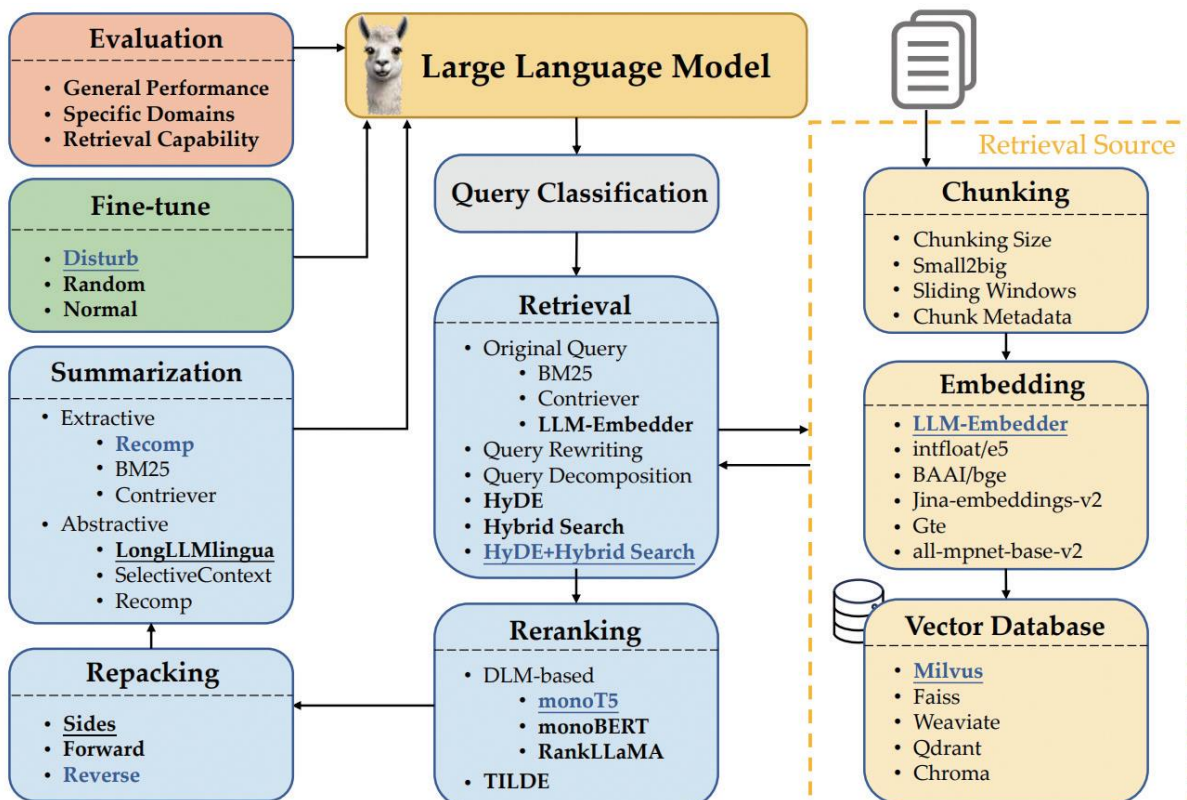 Evaluation
• General Performance
• Specific Domains
• Retrieval Capability
Large Language Model
Fine-tune
• Disturb
• Random
• Normal
Query Classification
Summarization
• Extractive
• Recomp
• BM25
• Contriever
• Abstractive
• LongLLMlingua
• SelectiveContext
• Recomp
Retrieval
• Original Query
• BM25
• Contriever
• LLM-Embedder
• Query Rewriting
• Query Decomposition
• HyDE
• Hybrid Search
• HyDE+Hybrid Search
Repacking
• Sides
• Forward
• Reverse
Reranking
• DLM-based
• monoT5
• monoBERT
• RankLLaMA
• TILDE
Retrieval Source
Chunking
• Chunking Size
• Small2big
• Sliding Windows
• Chunk Metadata
Embedding
• LLM-Embedder
• intfloat/e5
• BAAI/bge
• Jina-embeddings-v2
• Gte
• all-mpnet-base-v2
Vector Database
• Milvus
• Faiss
• Weaviate
• Qdrant
• Chroma